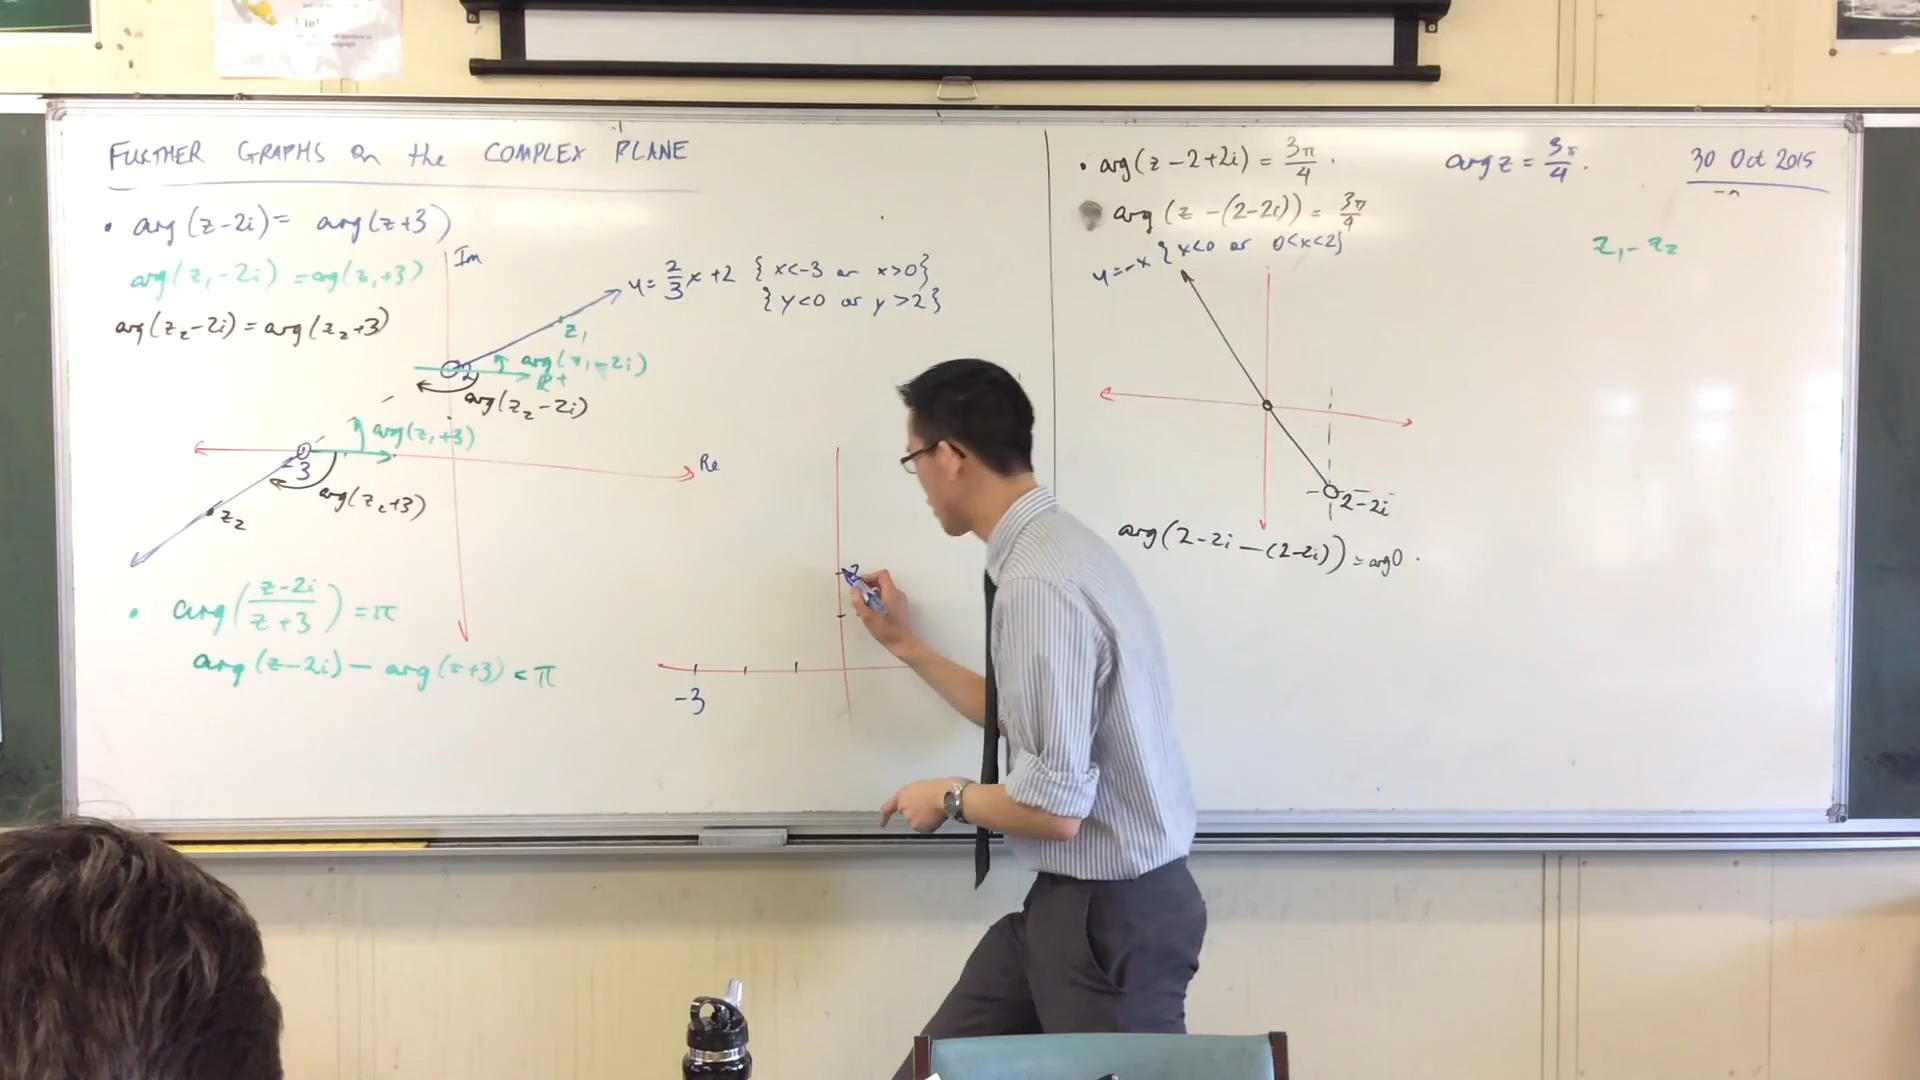 FURTHER GRAPHS on the COMPLEX PLANE
• arg(z-2i) = arg(z+3)
arg(z₁-2i) = arg(z₁+3)
arg(z₂-2i) = arg(z₂+3)
Im
y = 2/3 x + 2 {x<-3 or x>0}
{y<0 or y>2}
z₁
arg(z₁-2i)
2
R+
arg(z₂-2i)
arg(z₁+3)
Re
-3
arg(z₂+3)
z₂
• arg((z-2i)/(z+3)) = π
arg(z-2i) - arg(z+3) = π
2
-3
• arg(z-2+2i) = 3π/4.
arg(z-(2-2i)) = 3π/4
y=-x {x<0 or 0<x<2}
2-2i
arg(2-2i-(2-2i)) = arg0.
arg z = 3π/4.
30 Oct 2015
z₁-z₂